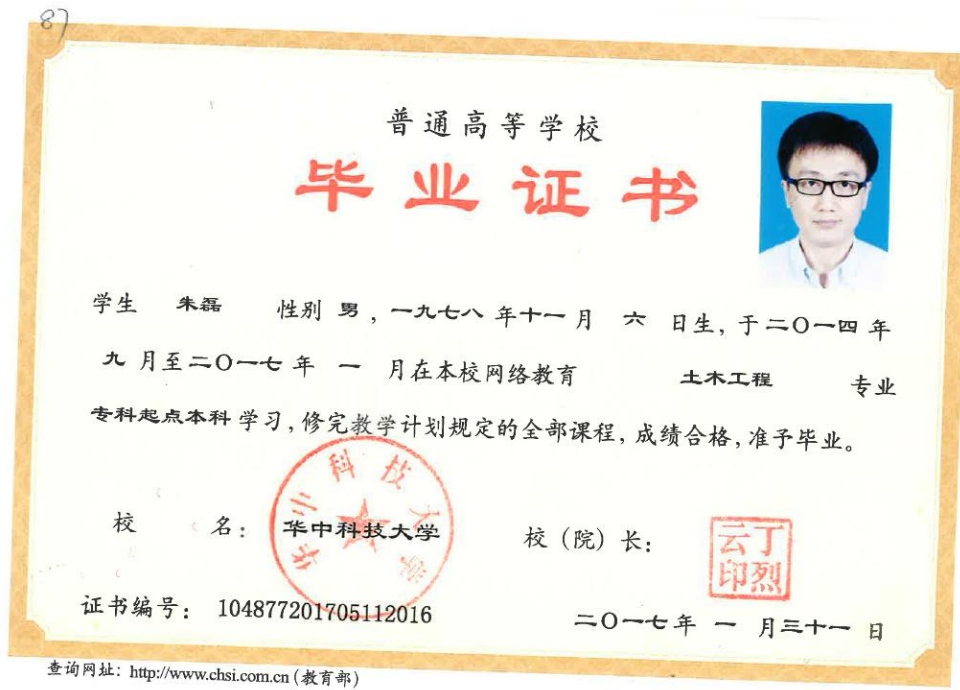 87
普通高等学校
毕业证书
学生 朱磊 性别 男，一九七八 年十一月 六 日生，于二〇一四 年
九 月至二〇一七 年 一 月在本校网络教育 土木工程 专业
专科起点本科 学习，修完教学计划规定的全部课程，成绩合格，准予毕业。
华中科技大学
校 名： 华中科技大学 校（院）长： 丁烈云印
证书编号： 104877201705112016 二〇一七年 一 月三十一 日
查询网址：http://www.chsi.com.cn（教育部）